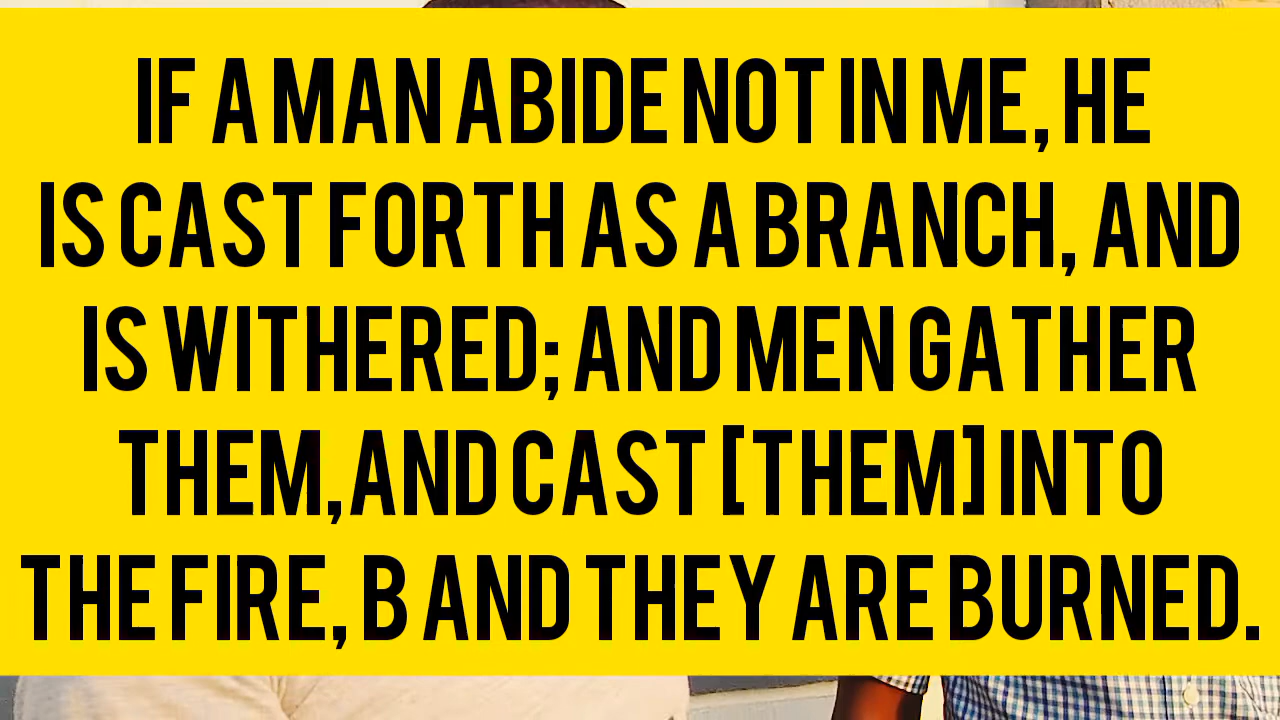 IF A MAN ABIDE NOT IN ME, HE
IS CAST FORTH AS A BRANCH, AND
IS WITHERED; AND MEN GATHER
THEM, AND CAST [THEM] INTO
THE FIRE, B AND THEY ARE BURNED.